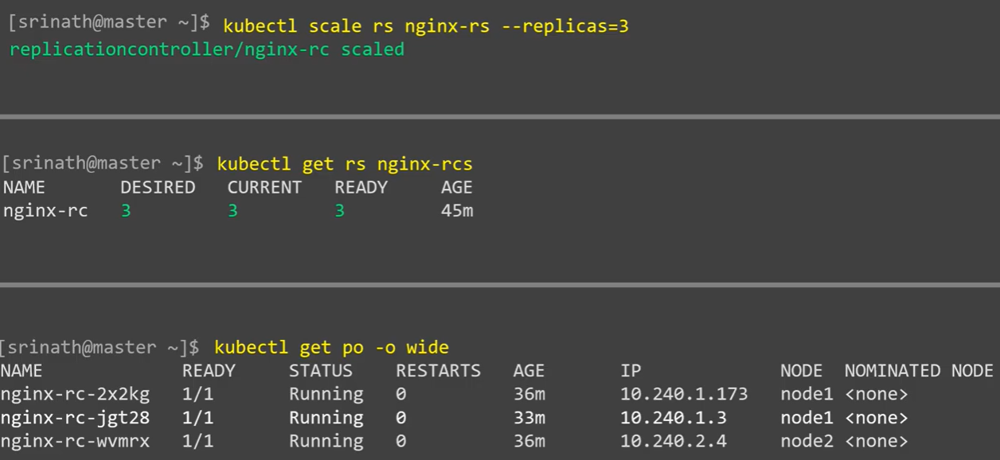 [srinath@master ~]$ kubectl scale rs nginx-rs --replicas=3
replicationcontroller/nginx-rc scaled
[srinath@master ~]$ kubectl get rs nginx-rcs
NAME DESIRED CURRENT READY AGE
nginx-rc 3 3 3 45m
[srinath@master ~]$ kubectl get po -o wide
NAME READY STATUS RESTARTS AGE IP NODE NOMINATED NODE
nginx-rc-2x2kg 1/1 Running 0 36m 10.240.1.173 node1 <none>
nginx-rc-jgt28 1/1 Running 0 33m 10.240.1.3 node1 <none>
nginx-rc-wvmrx 1/1 Running 0 36m 10.240.2.4 node2 <none>